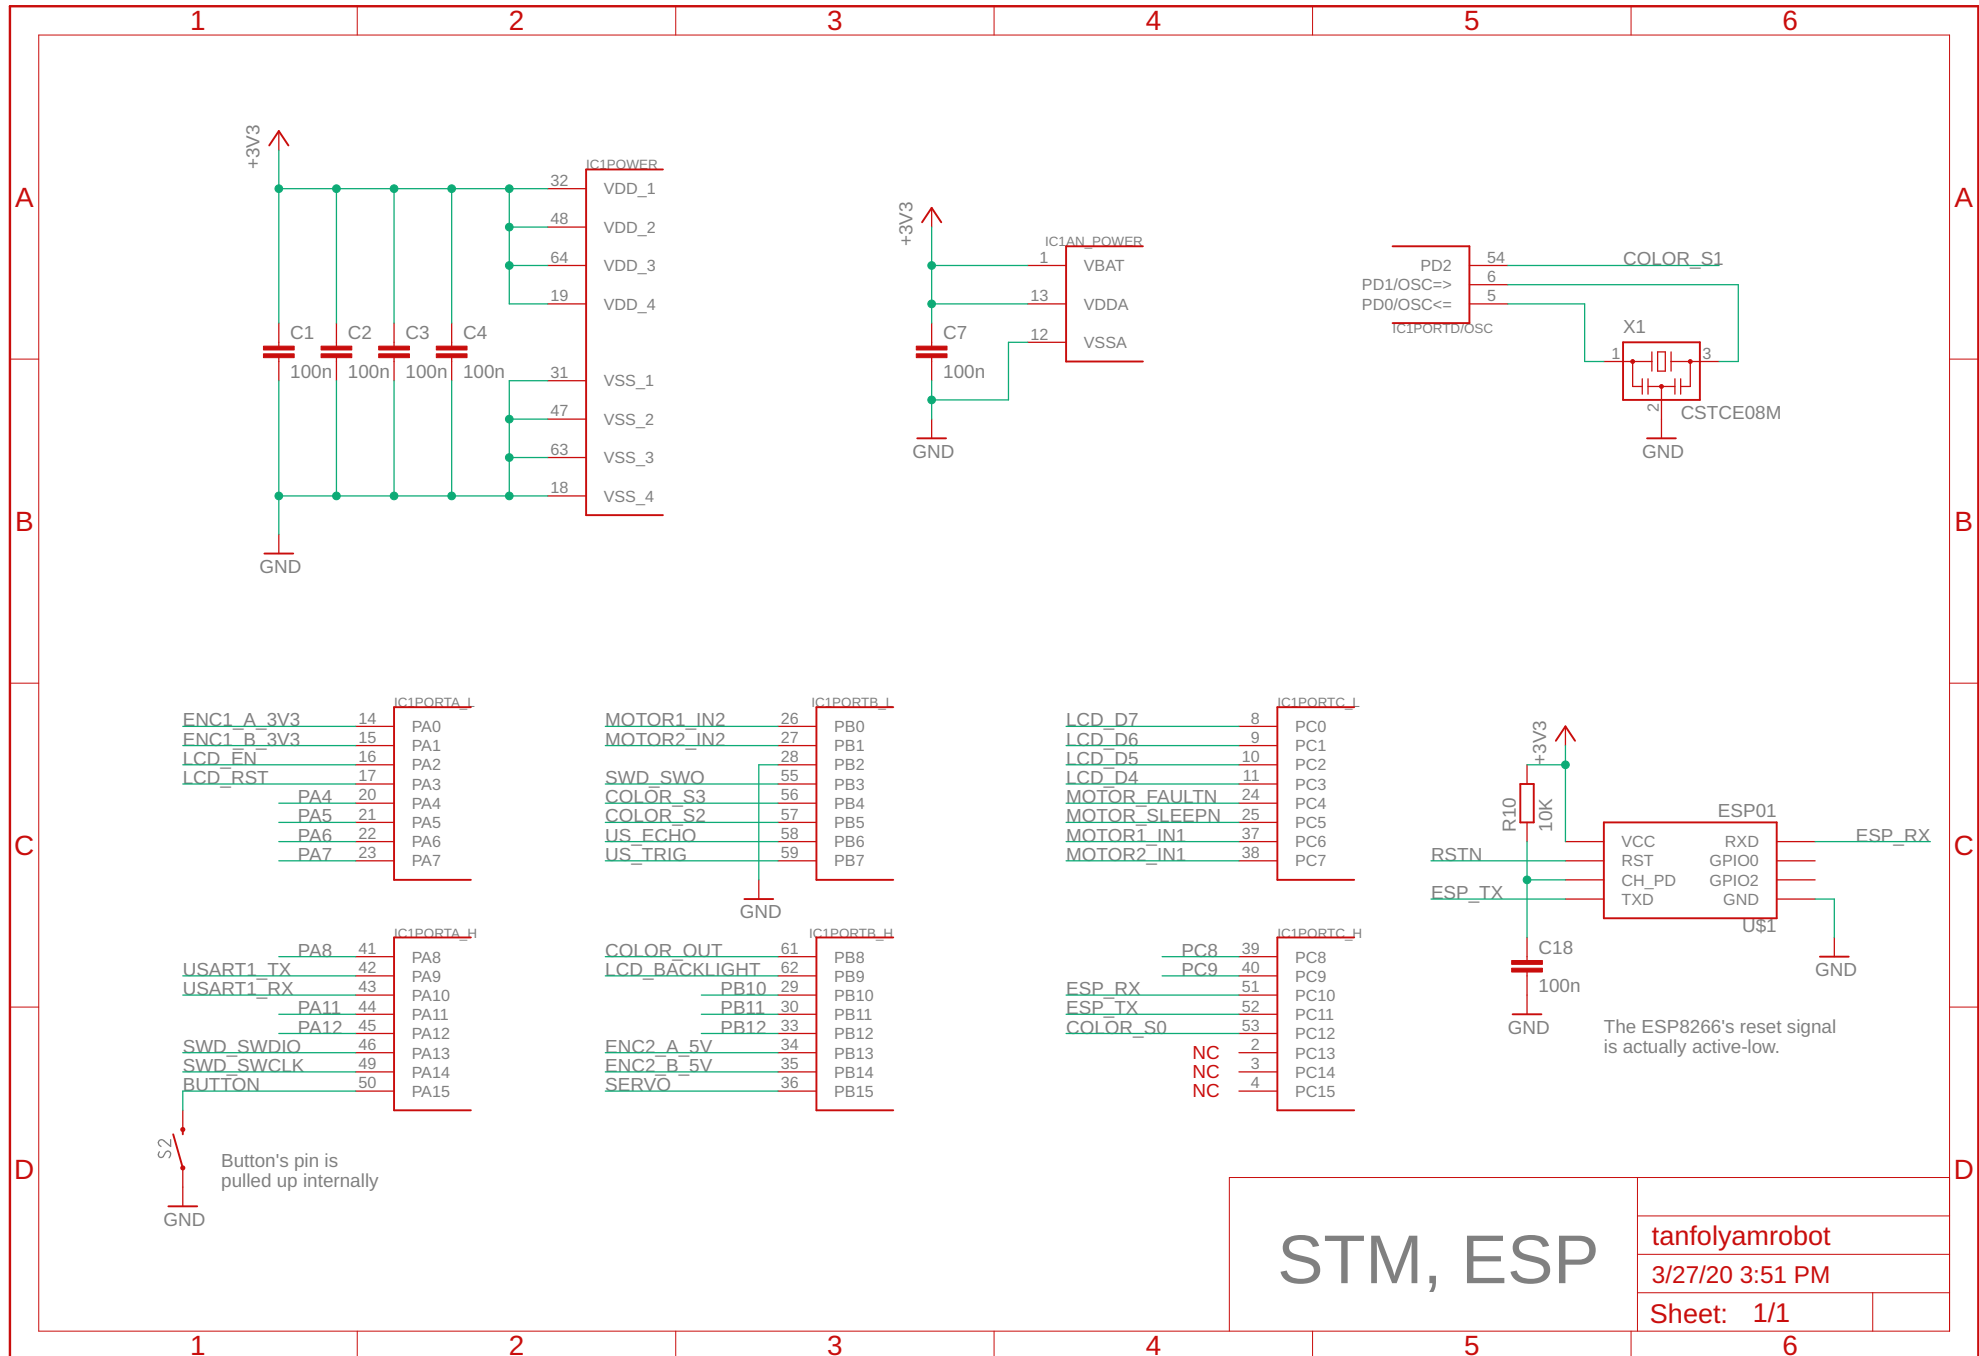 1 2 3 4 5 6
A A
+3V3
IC1POWER
32 VDD_1
48 VDD_2
64 VDD_3
19 VDD_4
C1 C2 C3 C4
100n 100n 100n 100n
31 VSS_1
47 VSS_2
63 VSS_3
18 VSS_4
GND
+3V3
IC1AN_POWER
1 VBAT
13 VDDA
12 VSSA
C7
100n
GND
PD2 54 COLOR_S1
PD1/OSC=> 6
PD0/OSC<= 5
IC1PORTD/OSC
X1
1 3
2
CSTCE08M
GND
B B
IC1PORTA_L
ENC1_A_3V3 14 PA0
ENC1_B_3V3 15 PA1
LCD_EN 16 PA2
LCD_RST 17 PA3
PA4 20 PA4
PA5 21 PA5
PA6 22 PA6
PA7 23 PA7
IC1PORTB_L
MOTOR1_IN2 26 PB0
MOTOR2_IN2 27 PB1
28 PB2
SWD_SWO 55 PB3
COLOR_S3 56 PB4
COLOR_S2 57 PB5
US_ECHO 58 PB6
US_TRIG 59 PB7
GND
IC1PORTC_L
LCD_D7 8 PC0
LCD_D6 9 PC1
LCD_D5 10 PC2
LCD_D4 11 PC3
MOTOR_FAULTN 24 PC4
MOTOR_SLEEPN 25 PC5
MOTOR1_IN1 37 PC6
MOTOR2_IN1 38 PC7
+3V3
R10
10K
ESP01
VCC RXD ESP_RX
RSTN RST GPIO0
CH_PD GPIO2
ESP_TX TXD GND
U$1
C C
C18
100n
GND
GND
The ESP8266's reset signal
is actually active-low.
IC1PORTA_H
PA8 41 PA8
USART1_TX 42 PA9
USART1_RX 43 PA10
PA11 44 PA11
PA12 45 PA12
SWD_SWDIO 46 PA13
SWD_SWCLK 49 PA14
BUTTON 50 PA15
IC1PORTB_H
COLOR_OUT 61 PB8
LCD_BACKLIGHT 62 PB9
PB10 29 PB10
PB11 30 PB11
PB12 33 PB12
ENC2_A_5V 34 PB13
ENC2_B_5V 35 PB14
SERVO 36 PB15
IC1PORTC_H
PC8 39 PC8
PC9 40 PC9
ESP_RX 51 PC10
ESP_TX 52 PC11
COLOR_S0 53 PC12
NC 2 PC13
NC 3 PC14
NC 4 PC15
S2
Button's pin is
pulled up internally
GND
D D
STM, ESP
tanfolyamrobot
3/27/20 3:51 PM
Sheet: 1/1
1 2 3 4 5 6